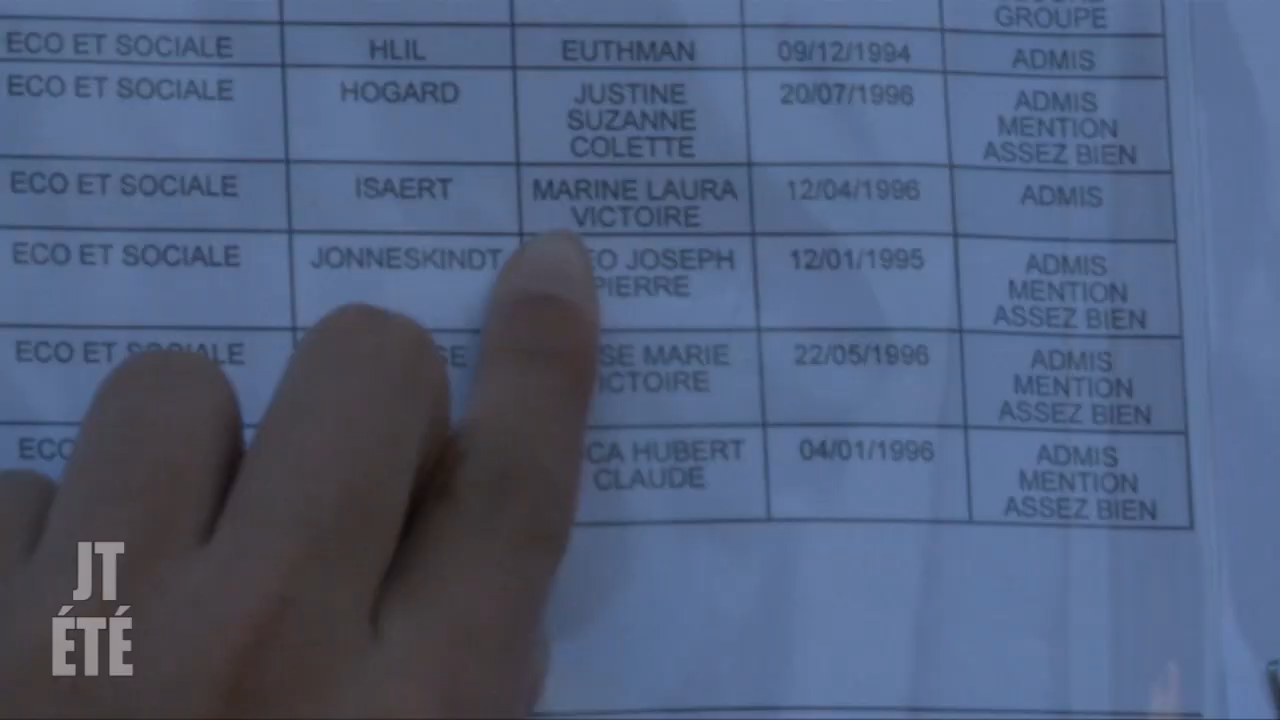 GROUPE
ECO ET SOCIALE HLIL EUTHMAN 09/12/1994 ADMIS
ECO ET SOCIALE HOGARD JUSTINE 20/07/1996 ADMIS
SUZANNE MENTION
COLETTE ASSEZ BIEN
ECO ET SOCIALE ISAERT MARINE LAURA 12/04/1996 ADMIS
VICTOIRE
ECO ET SOCIALE JONNESKINDT JOSEPH 12/01/1995 ADMIS
PIERRE MENTION
ASSEZ BIEN
ECO ET SOCIALE MARIE 22/05/1996 ADMIS
MENTION
ASSEZ BIEN
ECO HUBERT 04/01/1996 ADMIS
CLAUDE MENTION
ASSEZ BIEN
JT
ÉTÉ